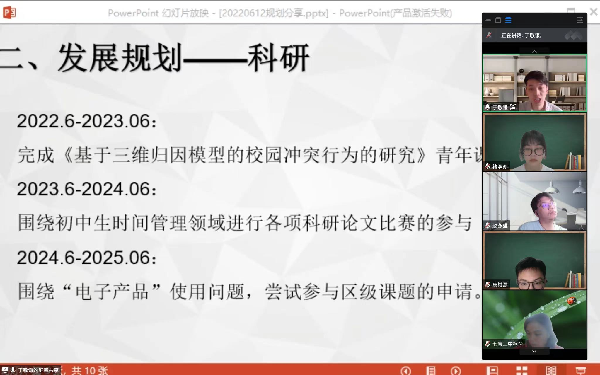 PowerPoint 幻灯片放映 - [20220612规划分享.pptx] - PowerPoint(产品激活失败)
二、发展规划——科研
2022.6-2023.06：
完成《基于三维归因模型的校园冲突行为的研究》青年课
2023.6-2024.06：
围绕初中生时间管理领域进行各项科研论文比赛的参与
2024.6-2025.06：
围绕“电子产品”使用问题，尝试参与区级课题的申请。
共 10 张